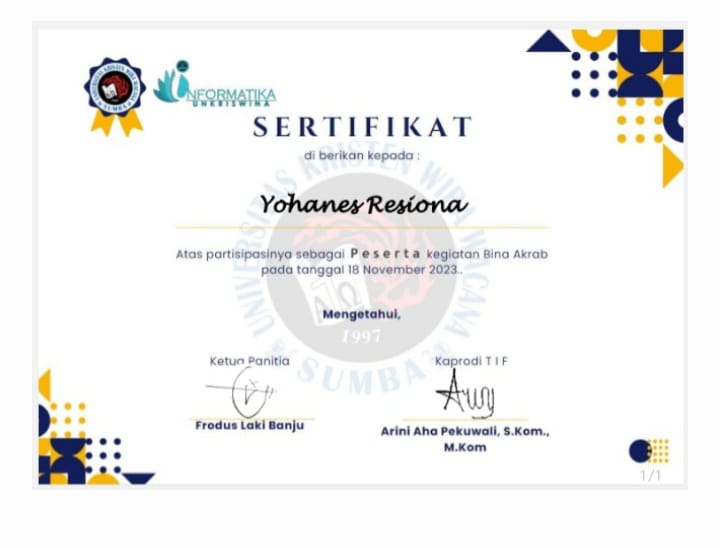 INFORMATIKA
UNKRISWINA
SERTIFIKAT
di berikan kepada :
Yohanes Resiona
Atas partisipasinya sebagai Peserta kegiatan Bina Akrab
pada tanggal 18 November 2023..
Mengetahui,
UNIVERSITAS KRISTEN WIRA WACANA
SUMBA
ΑΩ
1997
Ketua Panitia
Kaprodi T I F
Frodus Laki Banju
Arini Aha Pekuwali, S.Kom.,
M.Kom
1/1